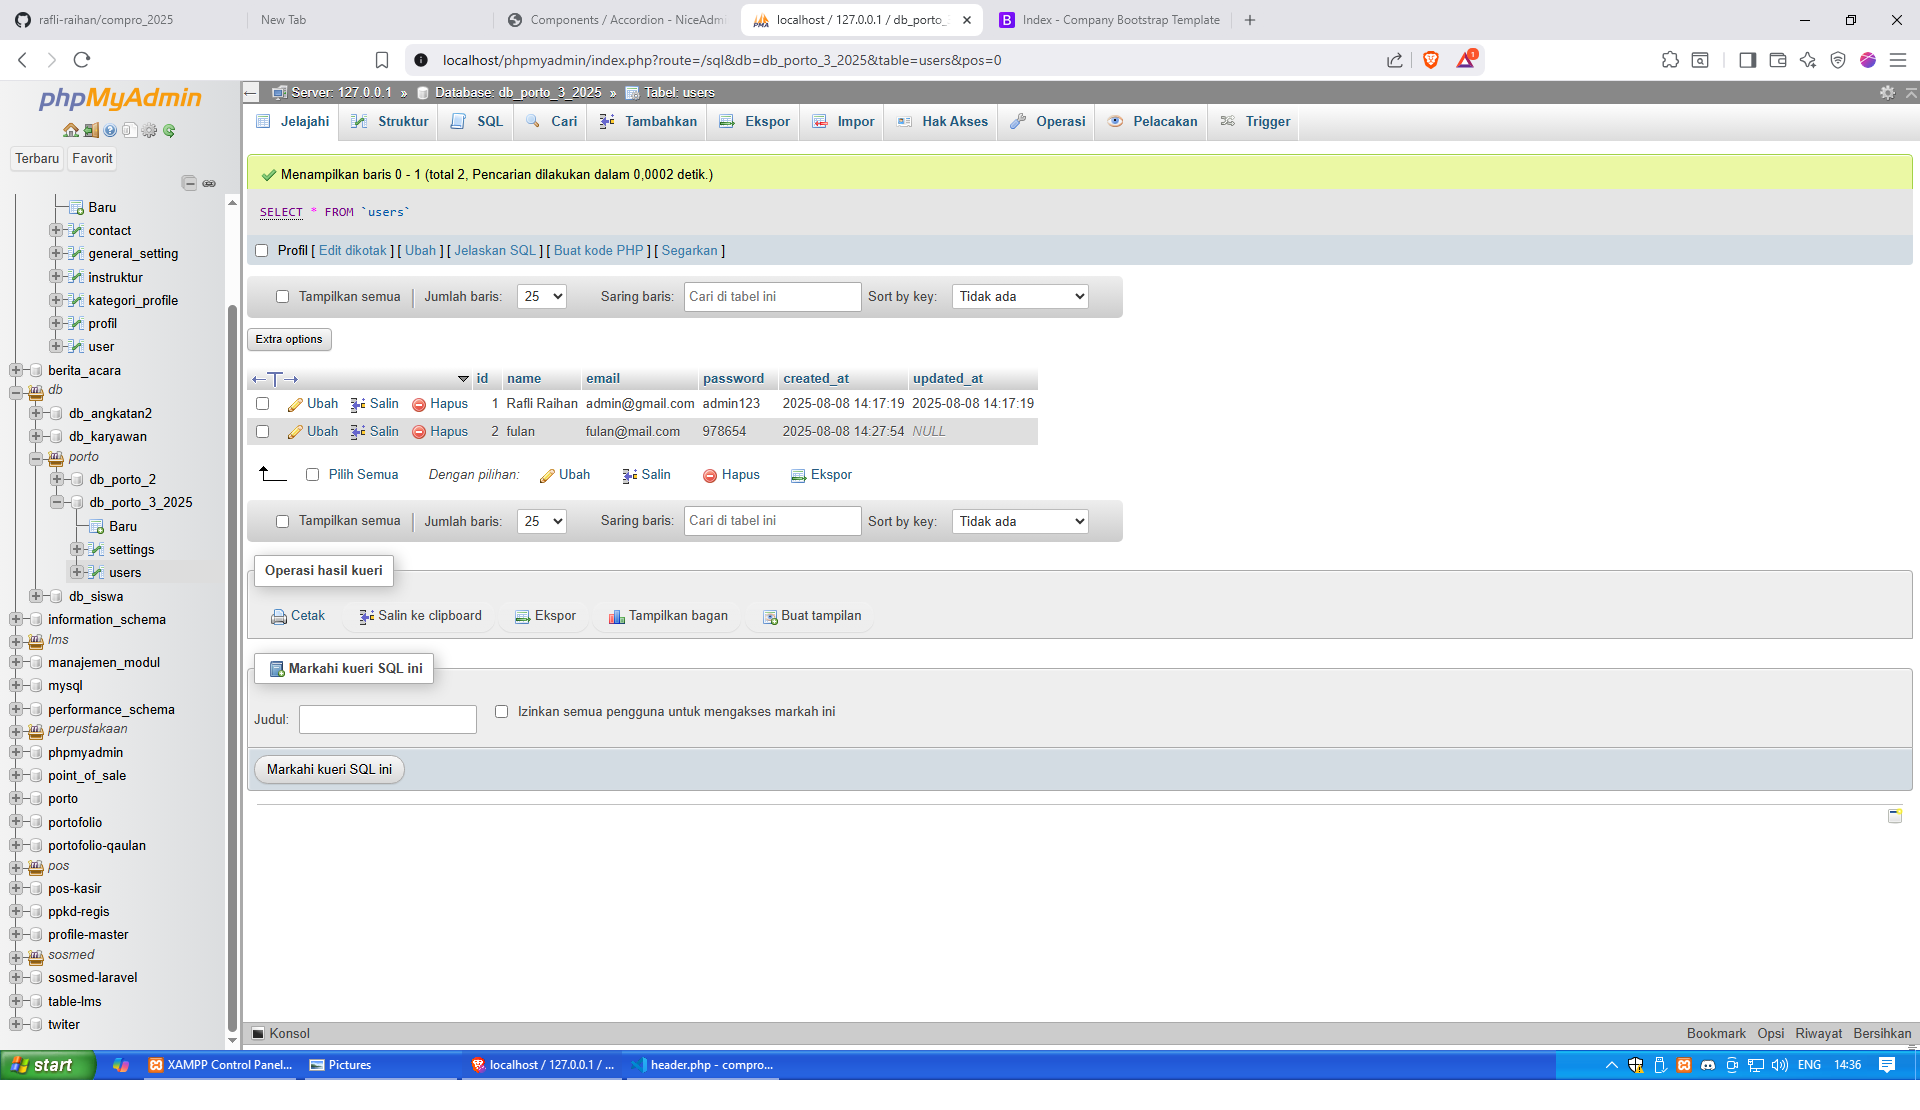 rafli-raihan/compro_2025
New Tab
Components / Accordion - NiceAdmi
localhost / 127.0.0.1 / db_porto_
Index - Company Bootstrap Template
localhost/phpmyadmin/index.php?route=/sql&db=db_porto_3_2025&table=users&pos=0
1
phpMyAdmin
Terbaru
Favorit
Baru
contact
general_setting
instruktur
kategori_profile
profil
user
berita_acara
db
db_angkatan2
db_karyawan
porto
db_porto_2
db_porto_3_2025
Baru
settings
users
db_siswa
information_schema
lms
manajemen_modul
mysql
performance_schema
perpustakaan
phpmyadmin
point_of_sale
porto
portofolio
portofolio-qaulan
pos
pos-kasir
ppkd-regis
profile-master
sosmed
sosmed-laravel
table-lms
twiter
Server: 127.0.0.1 » Database: db_porto_3_2025 » Tabel: users
Jelajahi Struktur SQL Cari Tambahkan Ekspor Impor Hak Akses Operasi Pelacakan Trigger
Menampilkan baris 0 - 1 (total 2, Pencarian dilakukan dalam 0,0002 detik.)
SELECT * FROM `users`
Profil [ Edit dikotak ] [ Ubah ] [ Jelaskan SQL ] [ Buat kode PHP ] [ Segarkan ]
Tampilkan semua Jumlah baris: 25 Saring baris: Cari di tabel ini Sort by key: Tidak ada
Extra options
id name email password created_at updated_at
Ubah Salin Hapus 1 Rafli Raihan admin@gmail.com admin123 2025-08-08 14:17:19 2025-08-08 14:17:19
Ubah Salin Hapus 2 fulan fulan@mail.com 978654 2025-08-08 14:27:54 NULL
Pilih Semua Dengan pilihan: Ubah Salin Hapus Ekspor
Tampilkan semua Jumlah baris: 25 Saring baris: Cari di tabel ini Sort by key: Tidak ada
Operasi hasil kueri
Cetak Salin ke clipboard Ekspor Tampilkan bagan Buat tampilan
Markahi kueri SQL ini
Judul: Izinkan semua pengguna untuk mengakses markah ini
Markahi kueri SQL ini
Konsol Bookmark Opsi Riwayat Bersihkan
start XAMPP Control Panel... Pictures localhost / 127.0.0.1 / ... header.php - compro... ENG 14:36